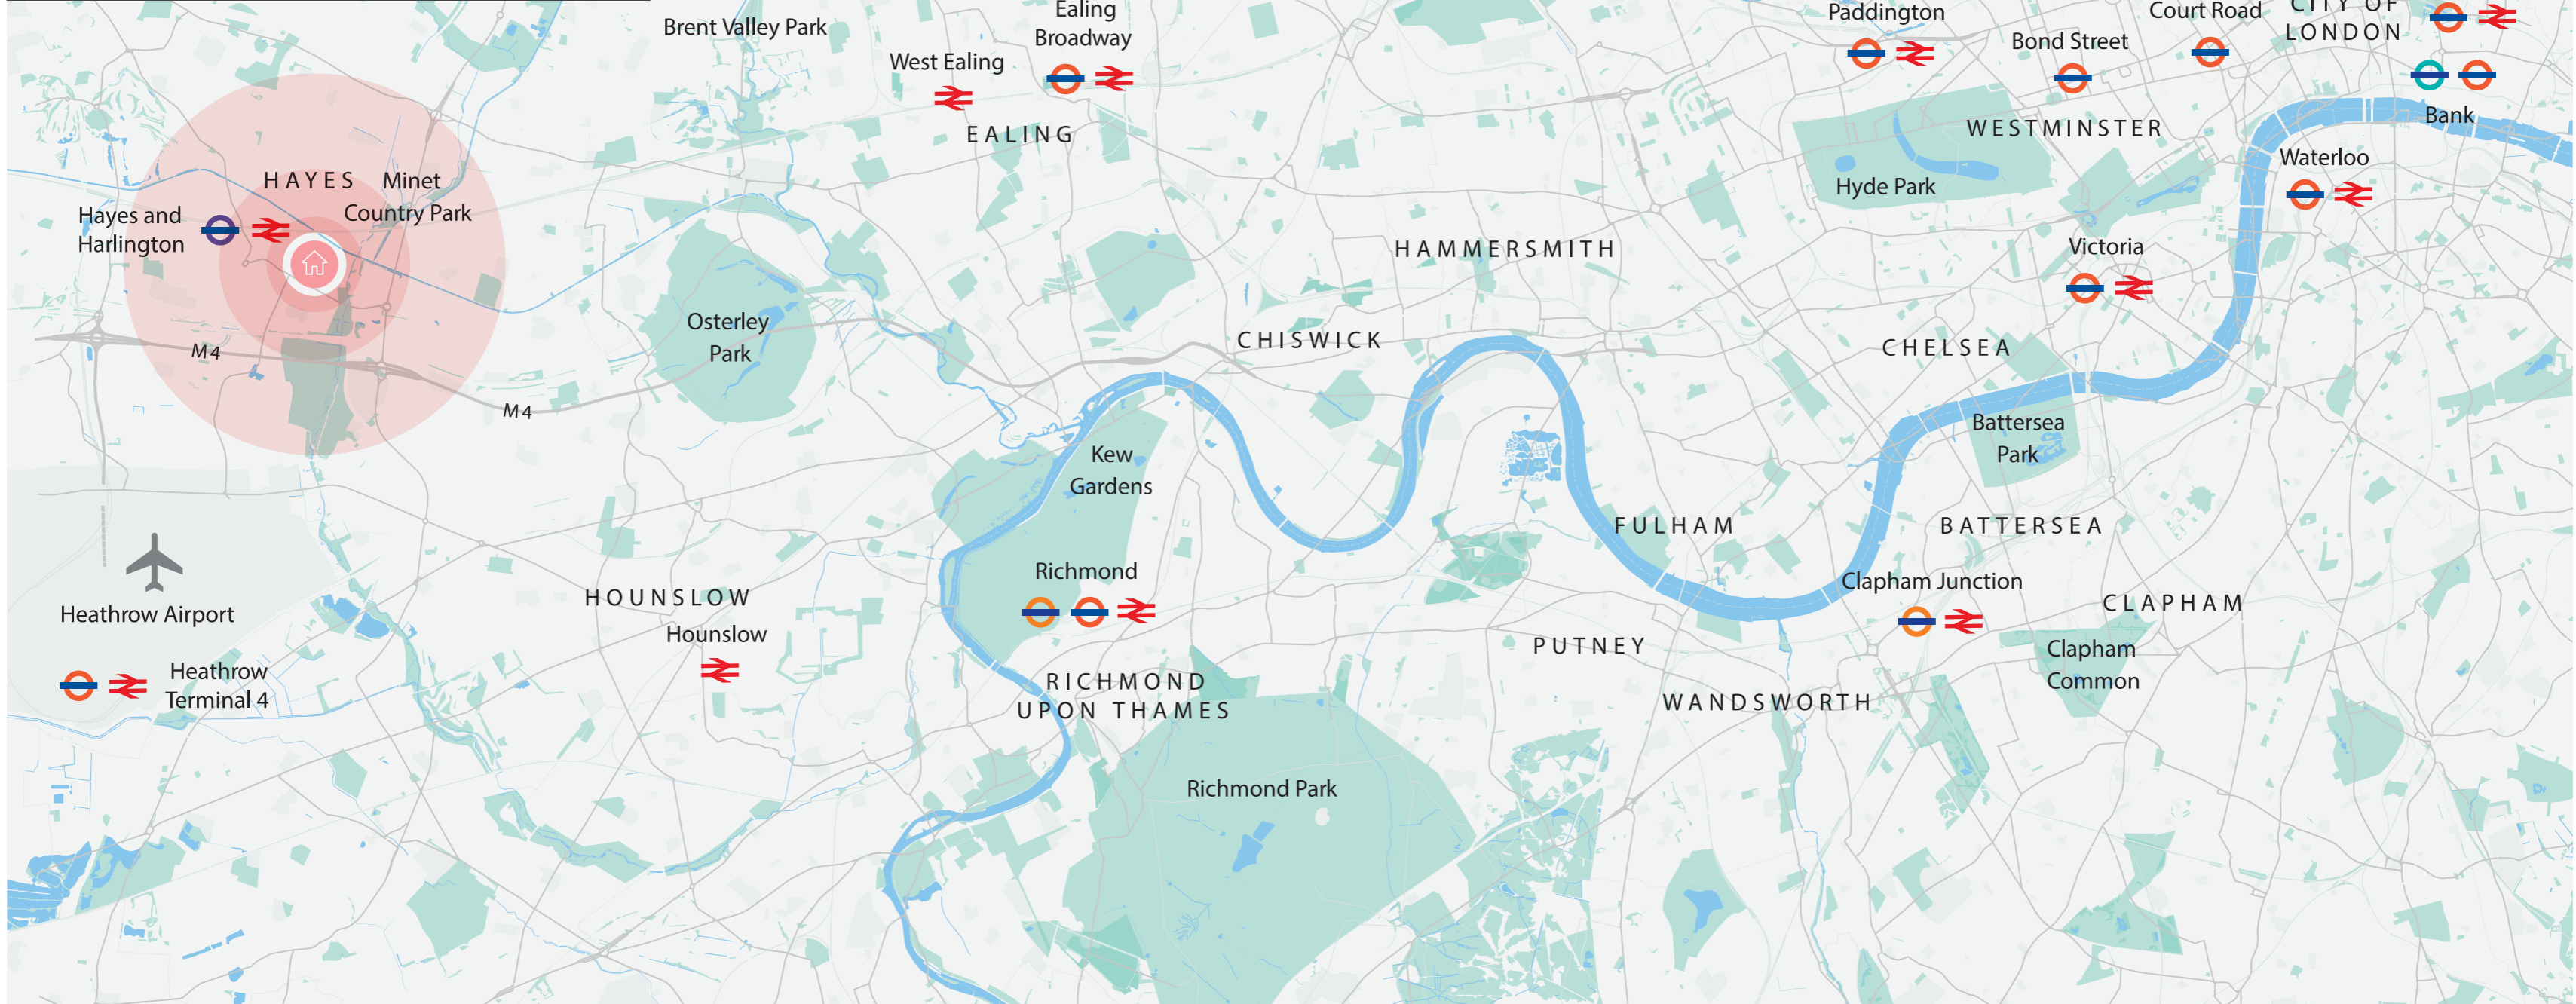 Brent Valley Park
Ealing
Broadway
West Ealing
EALING
Paddington
Bond Street
Court Road
CITY OF
LONDON
Bank
WESTMINSTER
Waterloo
Hyde Park
HAYES
Minet
Country Park
Hayes and
Harlington
Victoria
HAMMERSMITH
Osterley
Park
CHISWICK
CHELSEA
M4
M4
Battersea
Park
Kew
Gardens
FULHAM
BATTERSEA
Richmond
Clapham Junction
HOUNSLOW
CLAPHAM
Heathrow Airport
Hounslow
PUTNEY
Clapham
Common
Heathrow
Terminal 4
RICHMOND
UPON THAMES
WANDSWORTH
Richmond Park